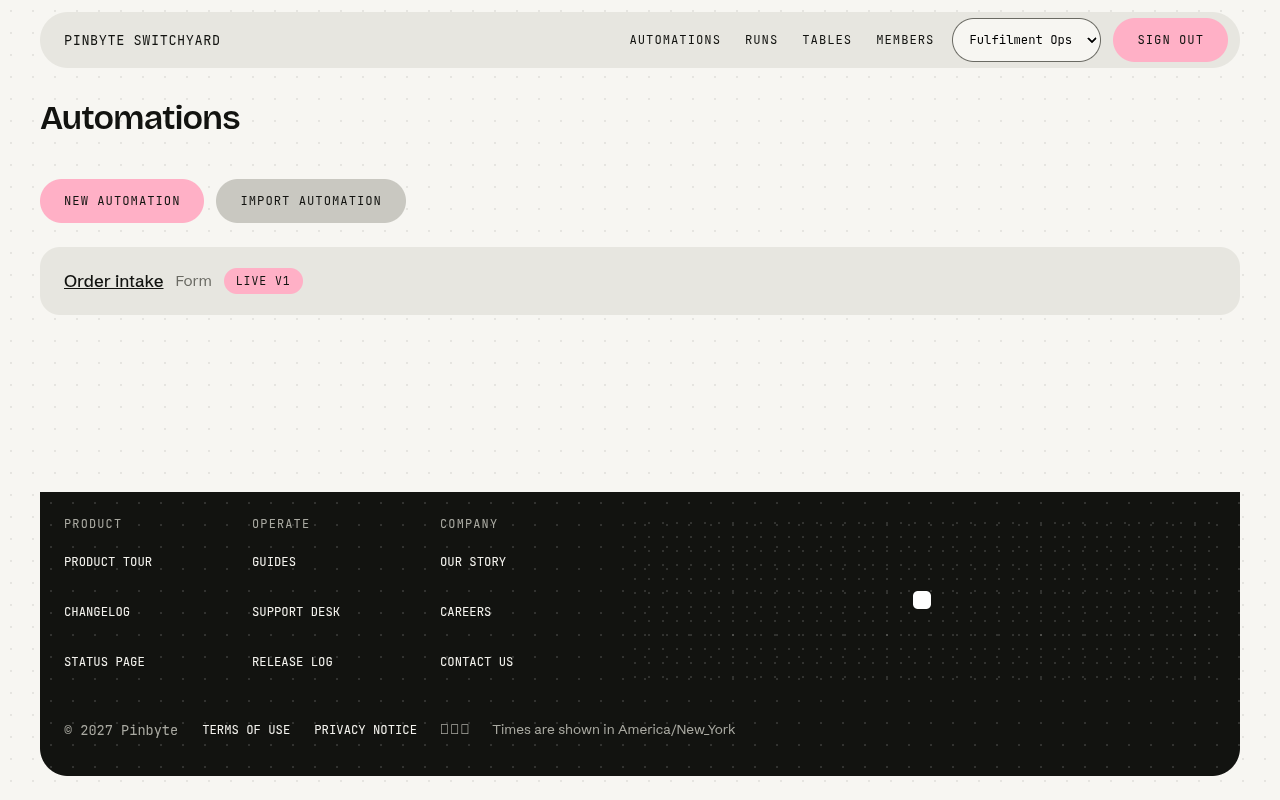 PINBYTE SWITCHYARD
AUTOMATIONS RUNS TABLES MEMBERS Fulfilment Ops SIGN OUT
Automations
NEW AUTOMATION IMPORT AUTOMATION
Order intake Form LIVE V1
PRODUCT OPERATE COMPANY
PRODUCT TOUR GUIDES OUR STORY
CHANGELOG SUPPORT DESK CAREERS
STATUS PAGE RELEASE LOG CONTACT US
© 2027 Pinbyte TERMS OF USE PRIVACY NOTICE Times are shown in America/New_York